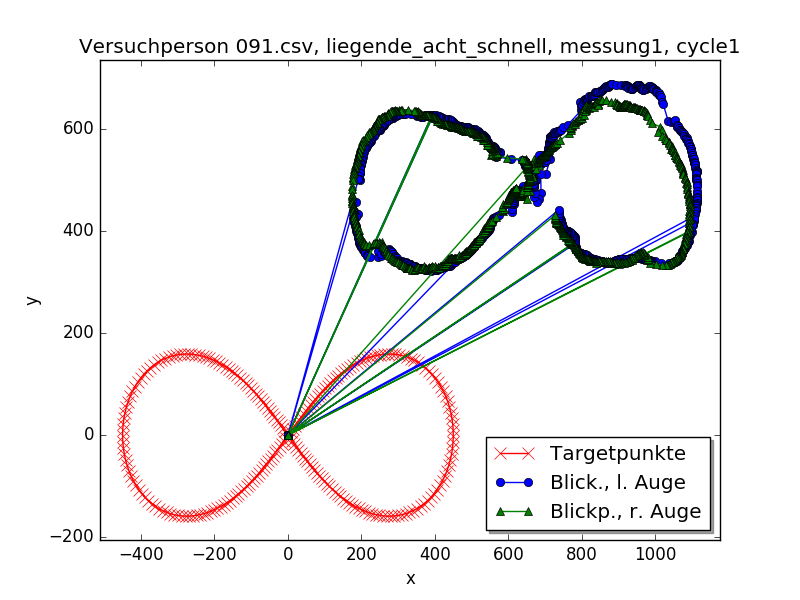 Versuchperson 091.csv, liegende_acht_schnell, messung1, cycle1
y
600
400
200
0
−200
−400
−200
0
200
400
600
800
1000
x
Targetpunkte
Blick., l. Auge
Blickp., r. Auge